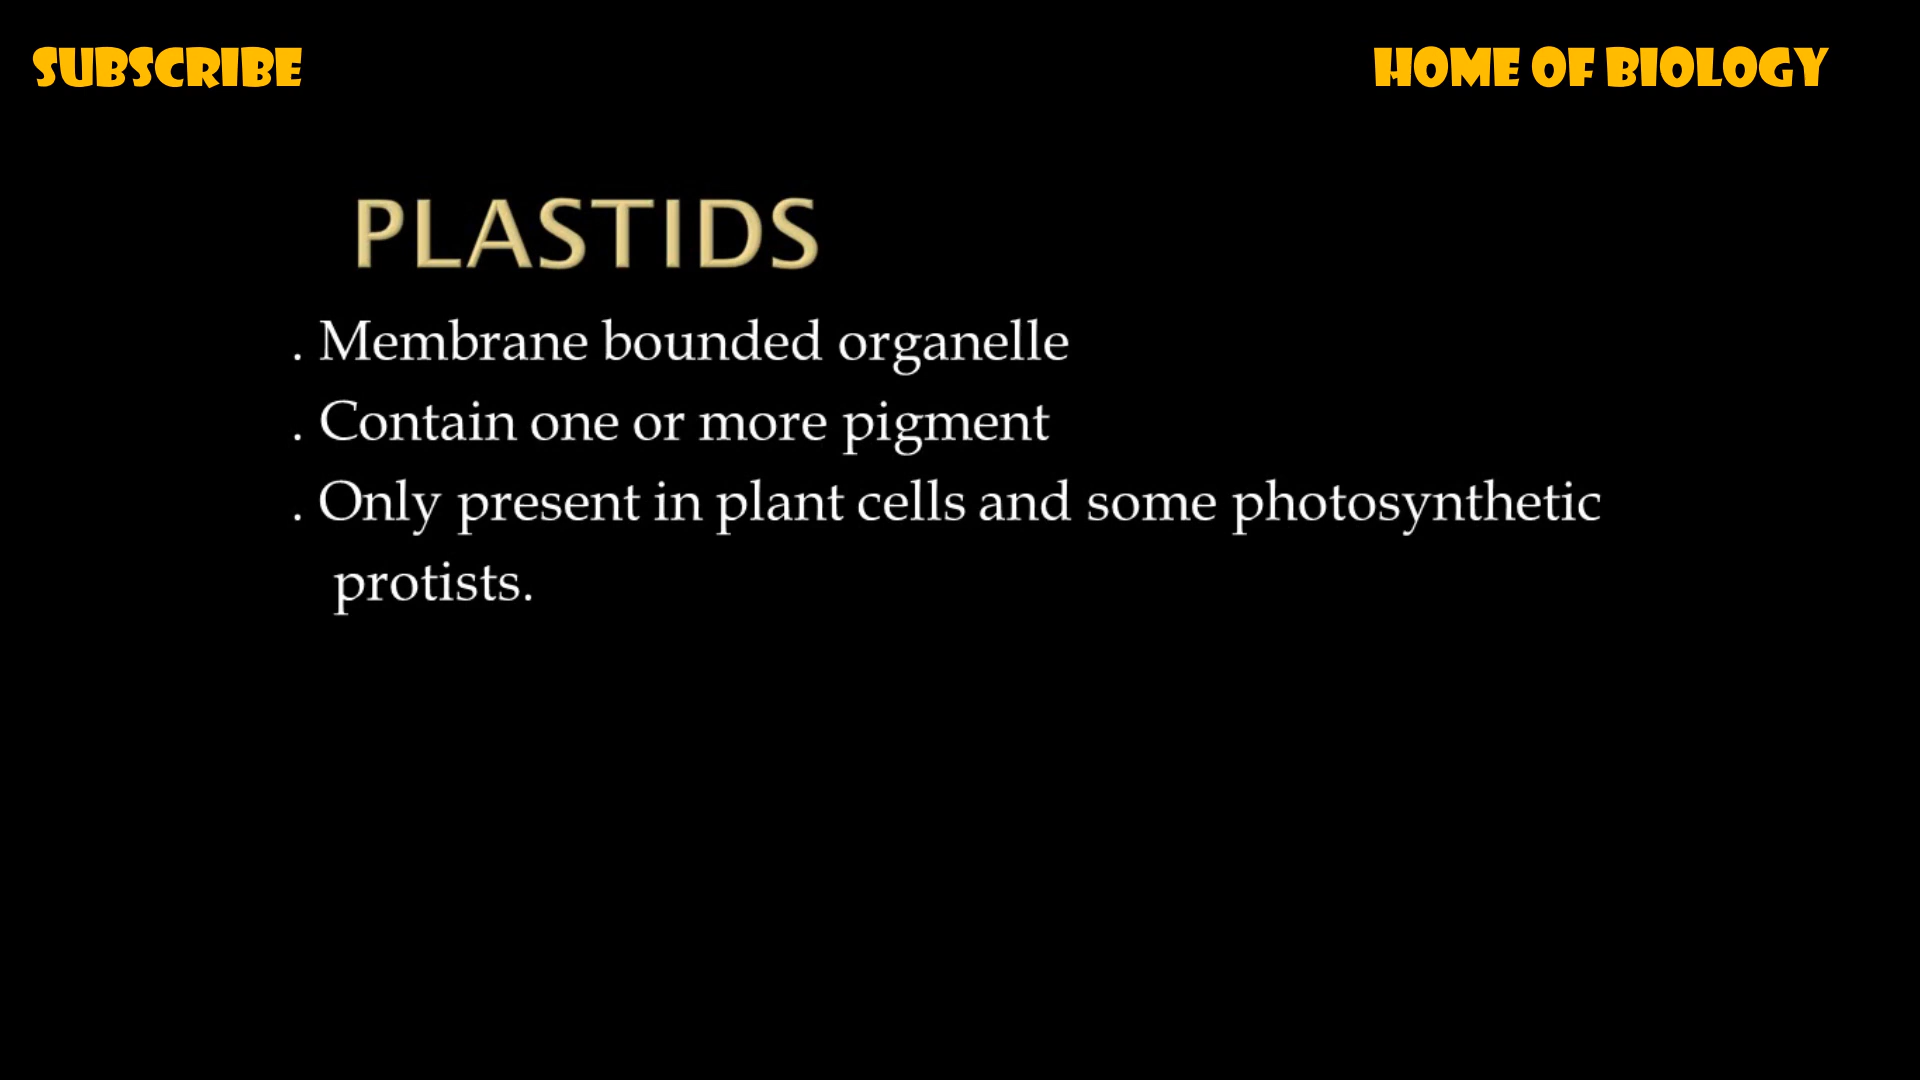 SUBSCRIBE
HOME OF BIOLOGY
PLASTIDS
. Membrane bounded organelle
. Contain one or more pigment
. Only present in plant cells and some photosynthetic
protists.